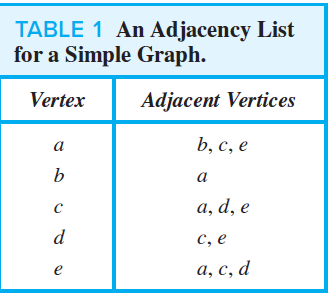 TABLE 1 An Adjacency List
for a Simple Graph.
Vertex Adjacent Vertices
a b, c, e
b a
c a, d, e
d c, e
e a, c, d